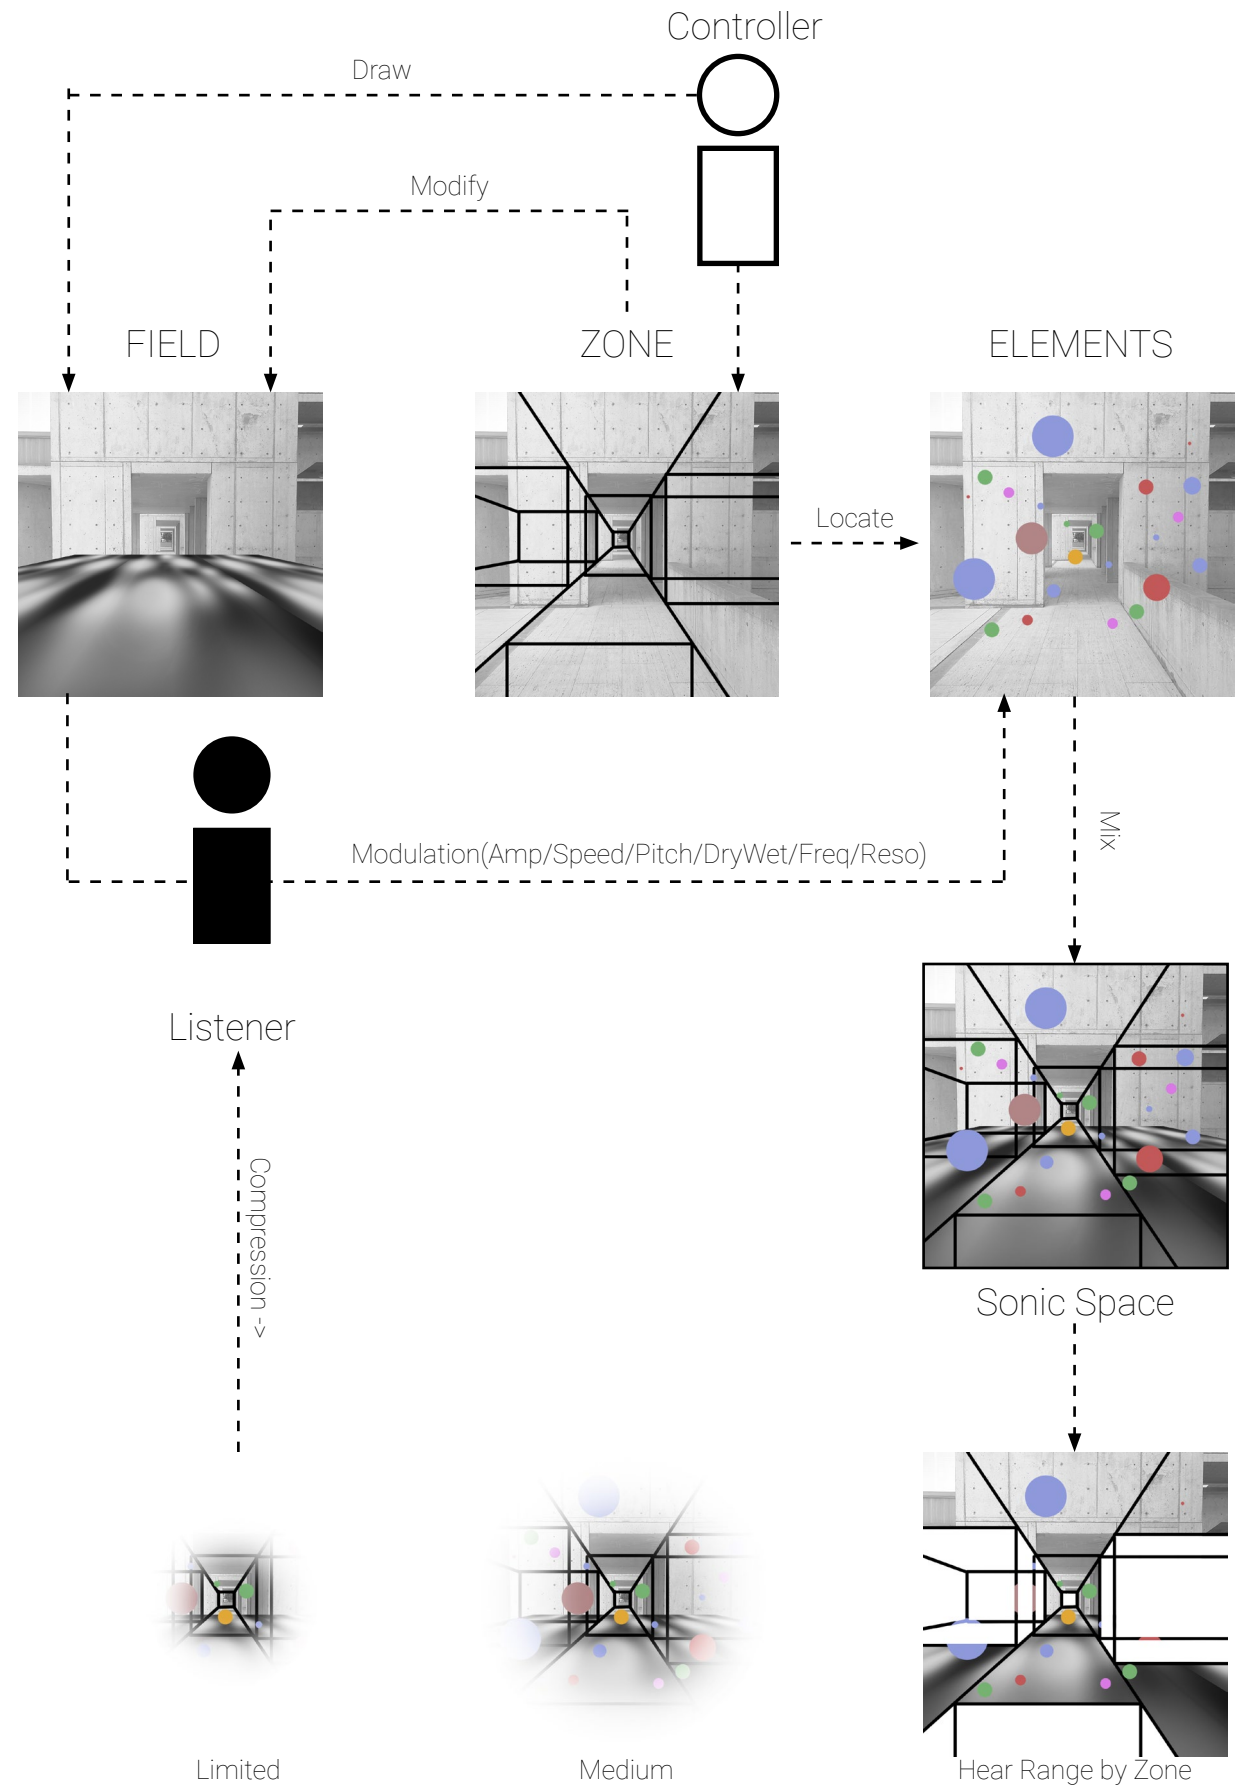 Controller
Draw
Modify
FIELD
ZONE
ELEMENTS
Locate
Mix
Modulation(Amp/Speed/Pitch/DryWet/Freq/Reso)
Listener
Compression ->
Sonic Space
Limited
Medium
Hear Range by Zone